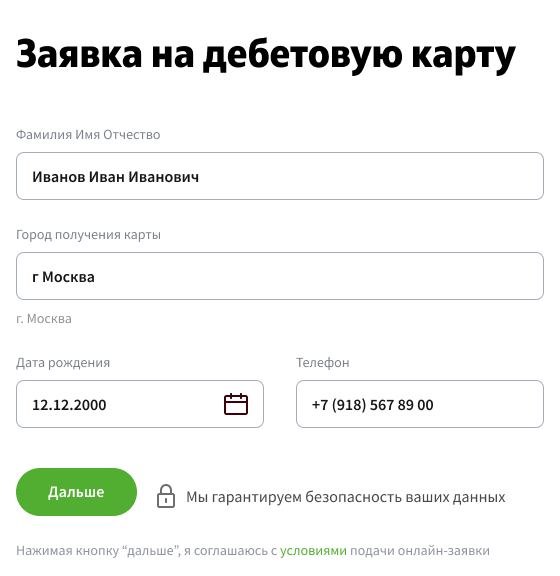 Заявка на дебетовую карту
Фамилия Имя Отчество
Иванов Иван Иванович
Город получения карты
г Москва
г. Москва
Дата рождения
12.12.2000
Телефон
+7 (918) 567 89 00
Дальше
Мы гарантируем безопасность ваших данных
Нажимая кнопку “дальше”, я соглашаюсь с условиями подачи онлайн-заявки